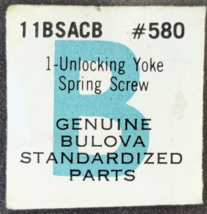 11BSACB #580
1-Unlocking Yoke
Spring Screw
B
GENUINE
BULOVA
STANDARDIZED
PARTS